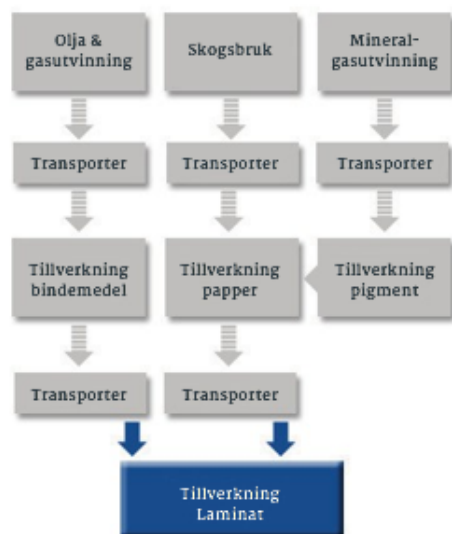 Olja &
gasutvinning
Skogsbruk
Mineral-
gasutvinning
Transporter
Transporter
Transporter
Tillverkning
bindemedel
Tillverkning
papper
Tillverkning
pigment
Transporter
Transporter
Tillverkning
Laminat